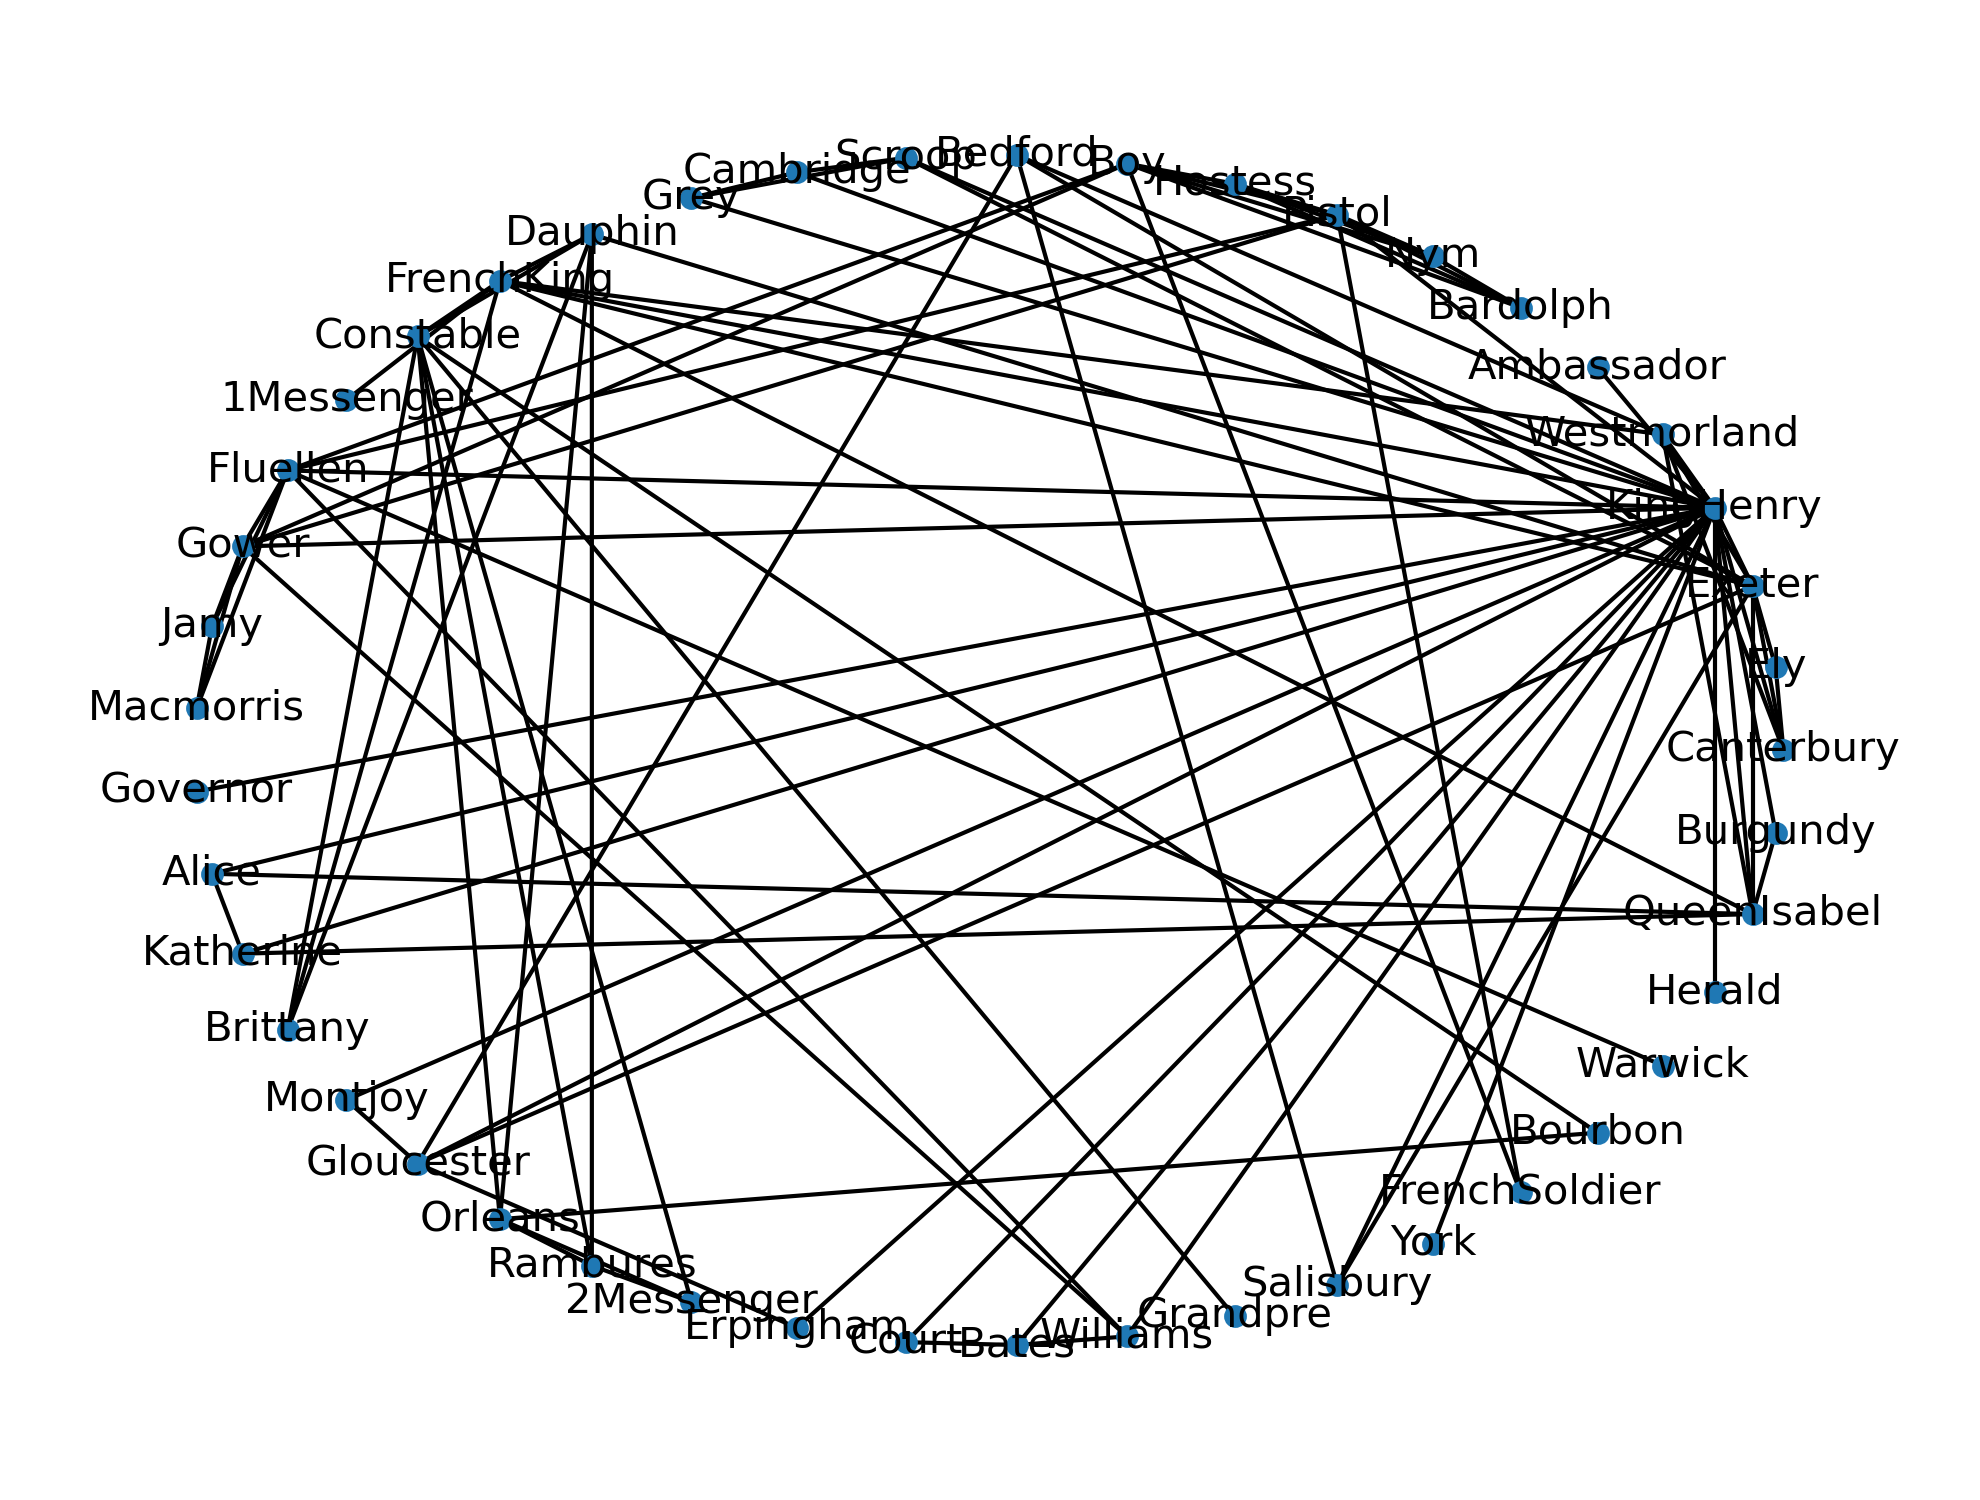 Bedford
Scroop
Boy
Cambridge
Hostess
Grey
Pistol
Dauphin
Nym
FrenchKing
Bardolph
Constable
Ambassador
1Messenger
Westmorland
Fluellen
KingHenry
Gower
Exeter
Jamy
Ely
Macmorris
Canterbury
Governor
Burgundy
Alice
QueenIsabel
Katherine
Herald
Brittany
Warwick
Montjoy
Bourbon
Gloucester
FrenchSoldier
Orleans
York
Rambures
Salisbury
2Messenger
Grandpre
Erpingham
Williams
Court
Bates